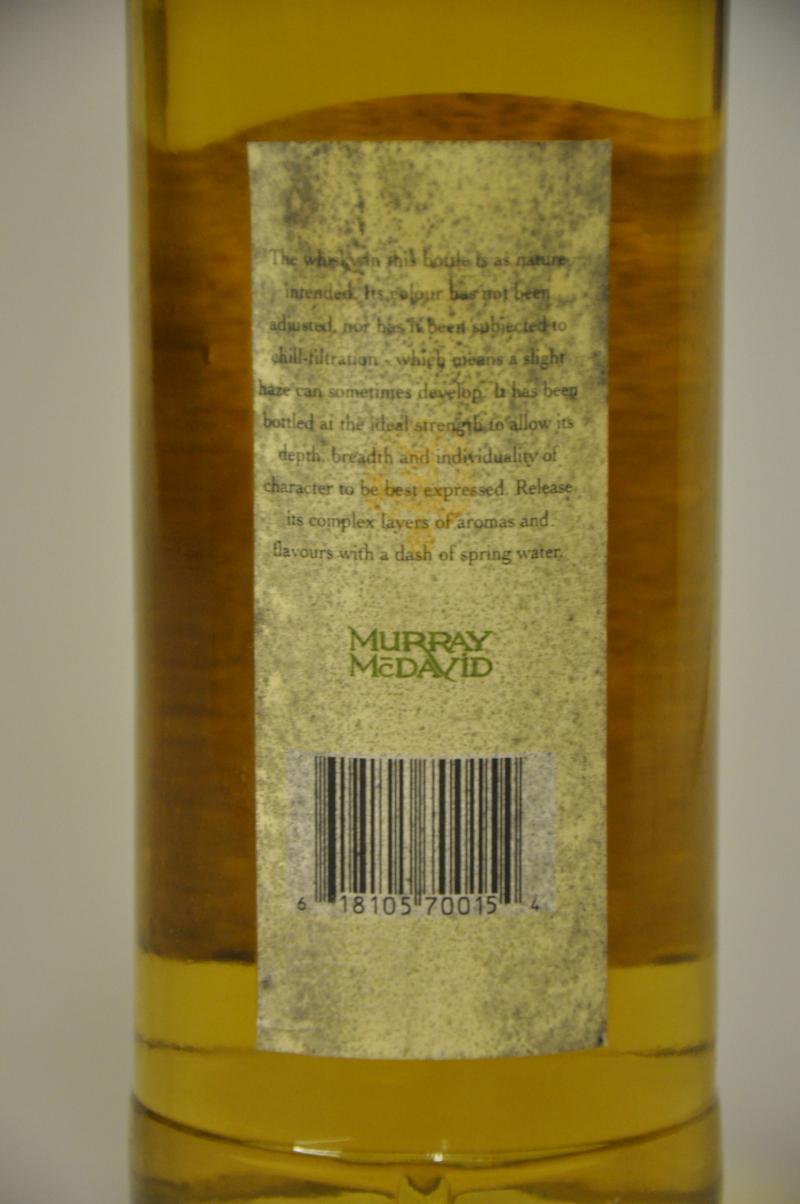 The whisky in this bottle is as nature
intended. Its colour has not been
adjusted, nor has it been subjected to
chill-filtration - which means a slight
haze can sometimes develop. It has been
bottled at the ideal strength to allow its
depth, breadth and individuality of
character to be best expressed. Release
its complex layers of aromas and
flavours with a dash of spring water.
MURRAY
McDAVID
6 18105 70015 4